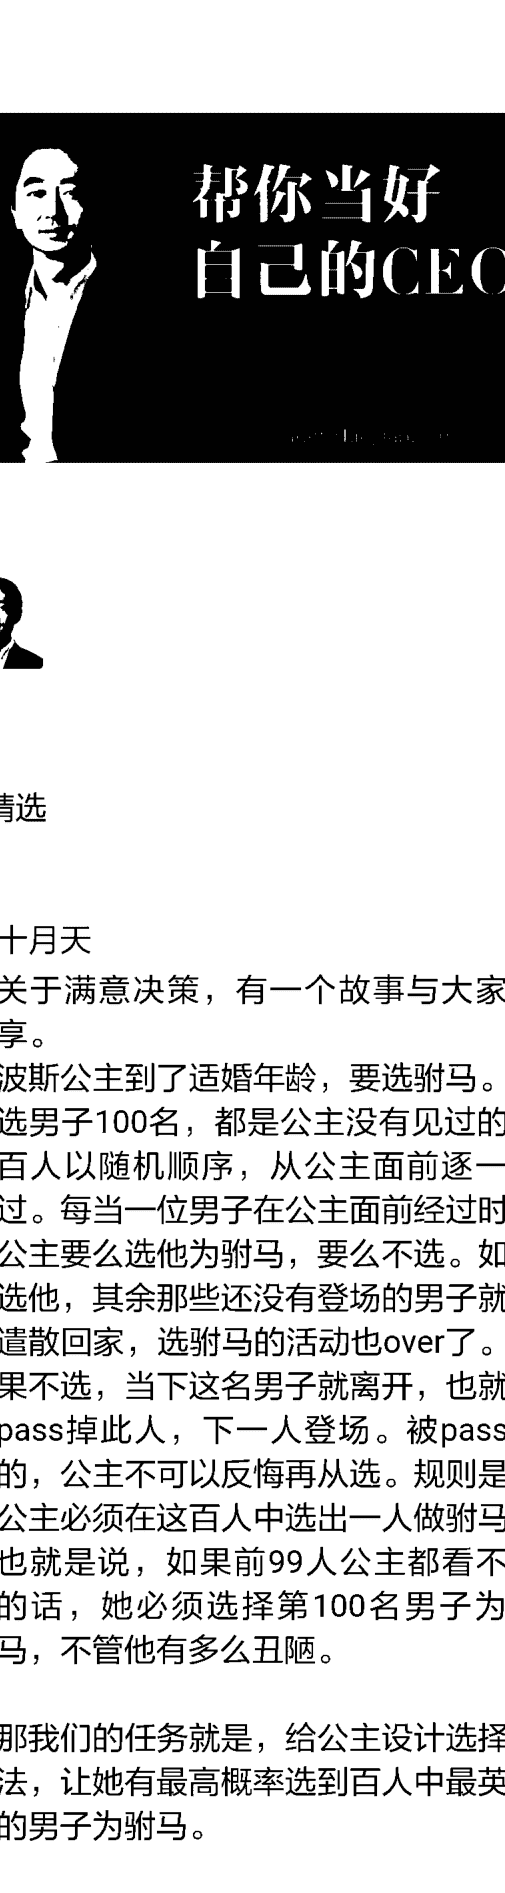 帮你当好
自己的CEO
精选
十月天
关于满意决策，有一个故事与大家
享。
波斯公主到了适婚年龄，要选驸马。
选男子100名，都是公主没有见过的
百人以随机顺序，从公主面前逐一
过。每当一位男子在公主面前经过时
公主要么选他为驸马，要么不选。如
选他，其余那些还没有登场的男子就
遣散回家，选驸马的活动也over了。
果不选，当下这名男子就离开，也就
pass掉此人，下一人登场。被pass
的，公主不可以反悔再从选。规则是
公主必须在这百人中选出一人做驸马
也就是说，如果前99人公主都看不
的话，她必须选择第100名男子为
马，不管他有多么丑陋。
那我们的任务就是，给公主设计选择
法，让她有最高概率选到百人中最英
的男子为驸马。